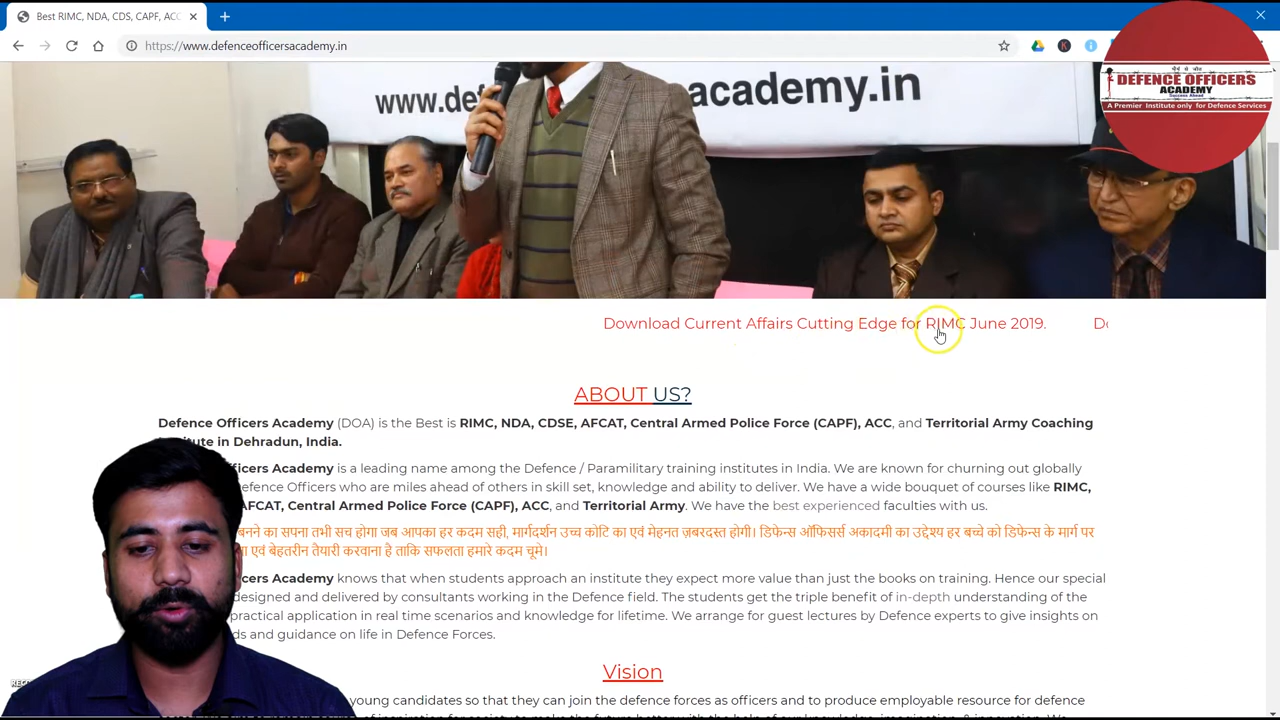 Best RIMC, NDA, CDS, CAPF, ACC
https://www.defenceofficersacademy.in
धैर्य से जीत
DEFENCE OFFICERS
ACADEMY
Success Ahead
A Premier Institute only for Defence Services
www.def academy.in
Download Current Affairs Cutting Edge for RIMC June 2019.
ABOUT US?
Defence Officers Academy (DOA) is the Best is RIMC, NDA, CDSE, AFCAT, Central Armed Police Force (CAPF), ACC, and Territorial Army Coaching
in Dehradun, India.
Academy is a leading name among the Defence / Paramilitary training institutes in India. We are known for churning out globally
Defence Officers who are miles ahead of others in skill set, knowledge and ability to deliver. We have a wide bouquet of courses like RIMC,
AFCAT, Central Armed Police Force (CAPF), ACC, and Territorial Army. We have the best experienced faculties with us.
बनने का सपना तभी सच होगा जब आपका हर कदम सही, मार्गदर्शन उच्च कोटि का एवं मेहनत ज़बरदस्त होगी। डिफेन्स ऑफिसर्स अकादमी का उद्देश्य हर बच्चे को डिफेन्स के मार्ग पर
एवं बेहतरीन तैयारी करवाना है ताकि सफलता हमारे कदम चूमे।
Academy knows that when students approach an institute they expect more value than just the books on training. Hence our special
designed and delivered by consultants working in the Defence field. The students get the triple benefit of in-depth understanding of the
practical application in real time scenarios and knowledge for lifetime. We arrange for guest lectures by Defence experts to give insights on
and guidance on life in Defence Forces.
Vision
young candidates so that they can join the defence forces as officers and to produce employable resource for defence